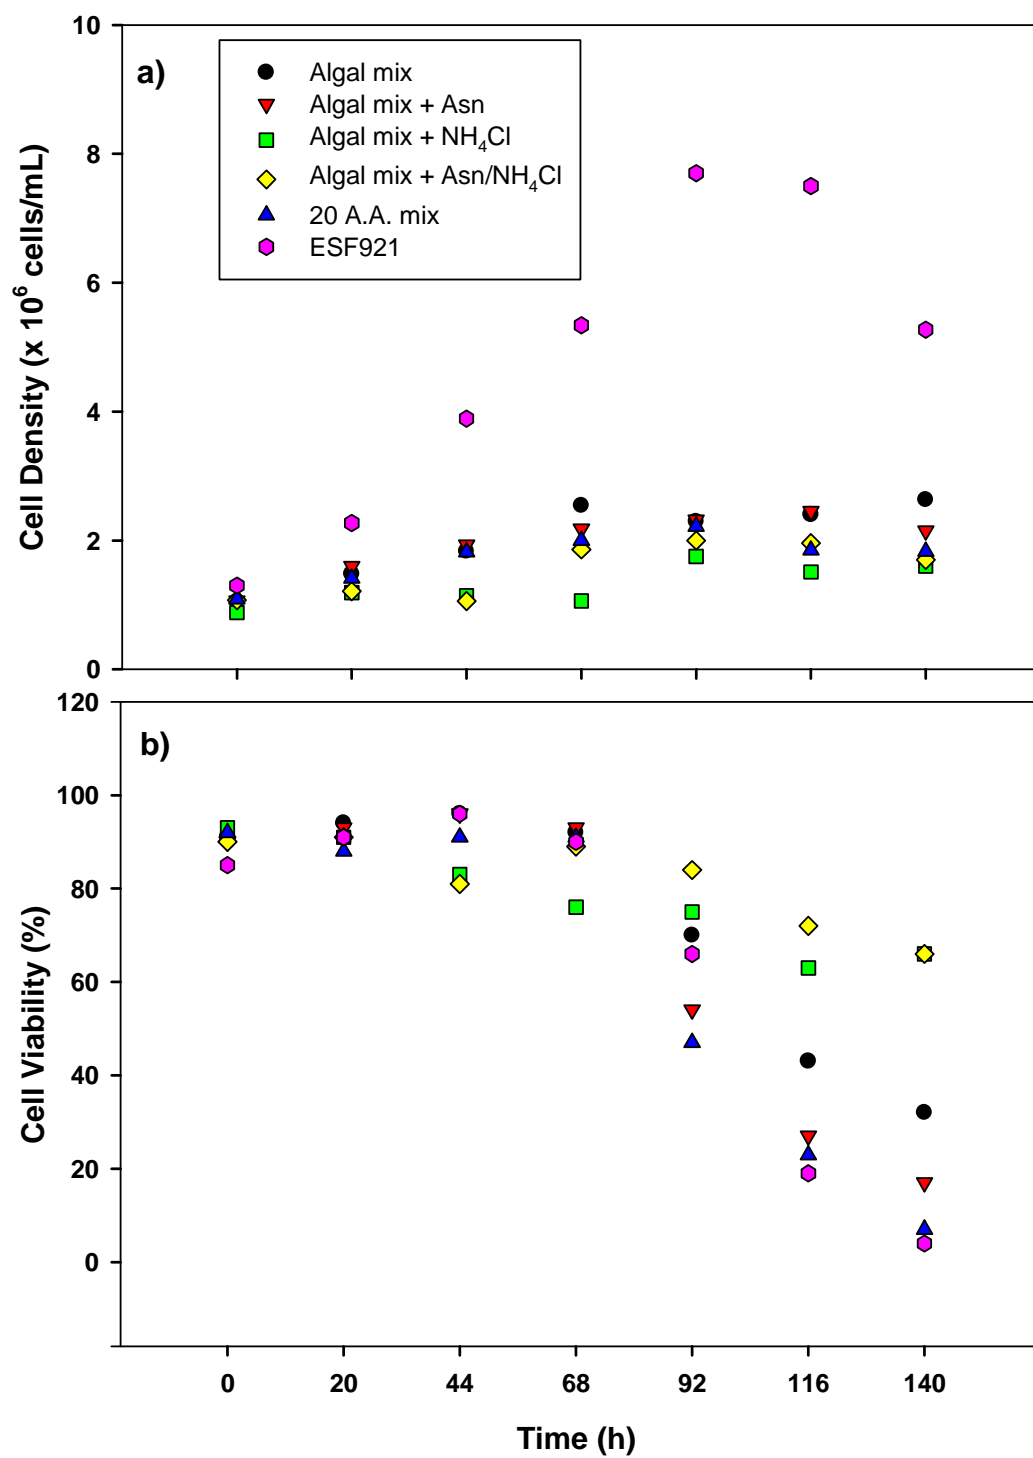 10
a)
Algal mix
Algal mix + Asn
8
Algal mix + NH₄Cl
Algal mix + Asn/NH₄Cl
20 A.A. mix
ESF921
6
4
2
0
Cell Density (x 10⁶ cells/mL)
120
b)
100
80
60
40
20
0
Cell Viability (%)
0 20 44 68 92 116 140
Time (h)